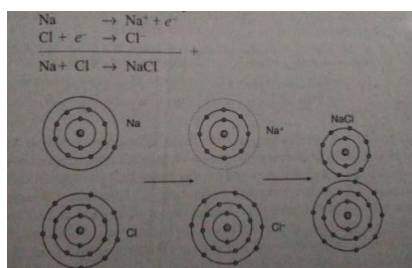 Na → Na⁺ + e⁻
Cl + e⁻ → Cl⁻
+
Na + Cl → NaCl
Na
Na⁺
NaCl
Cl
Cl⁻